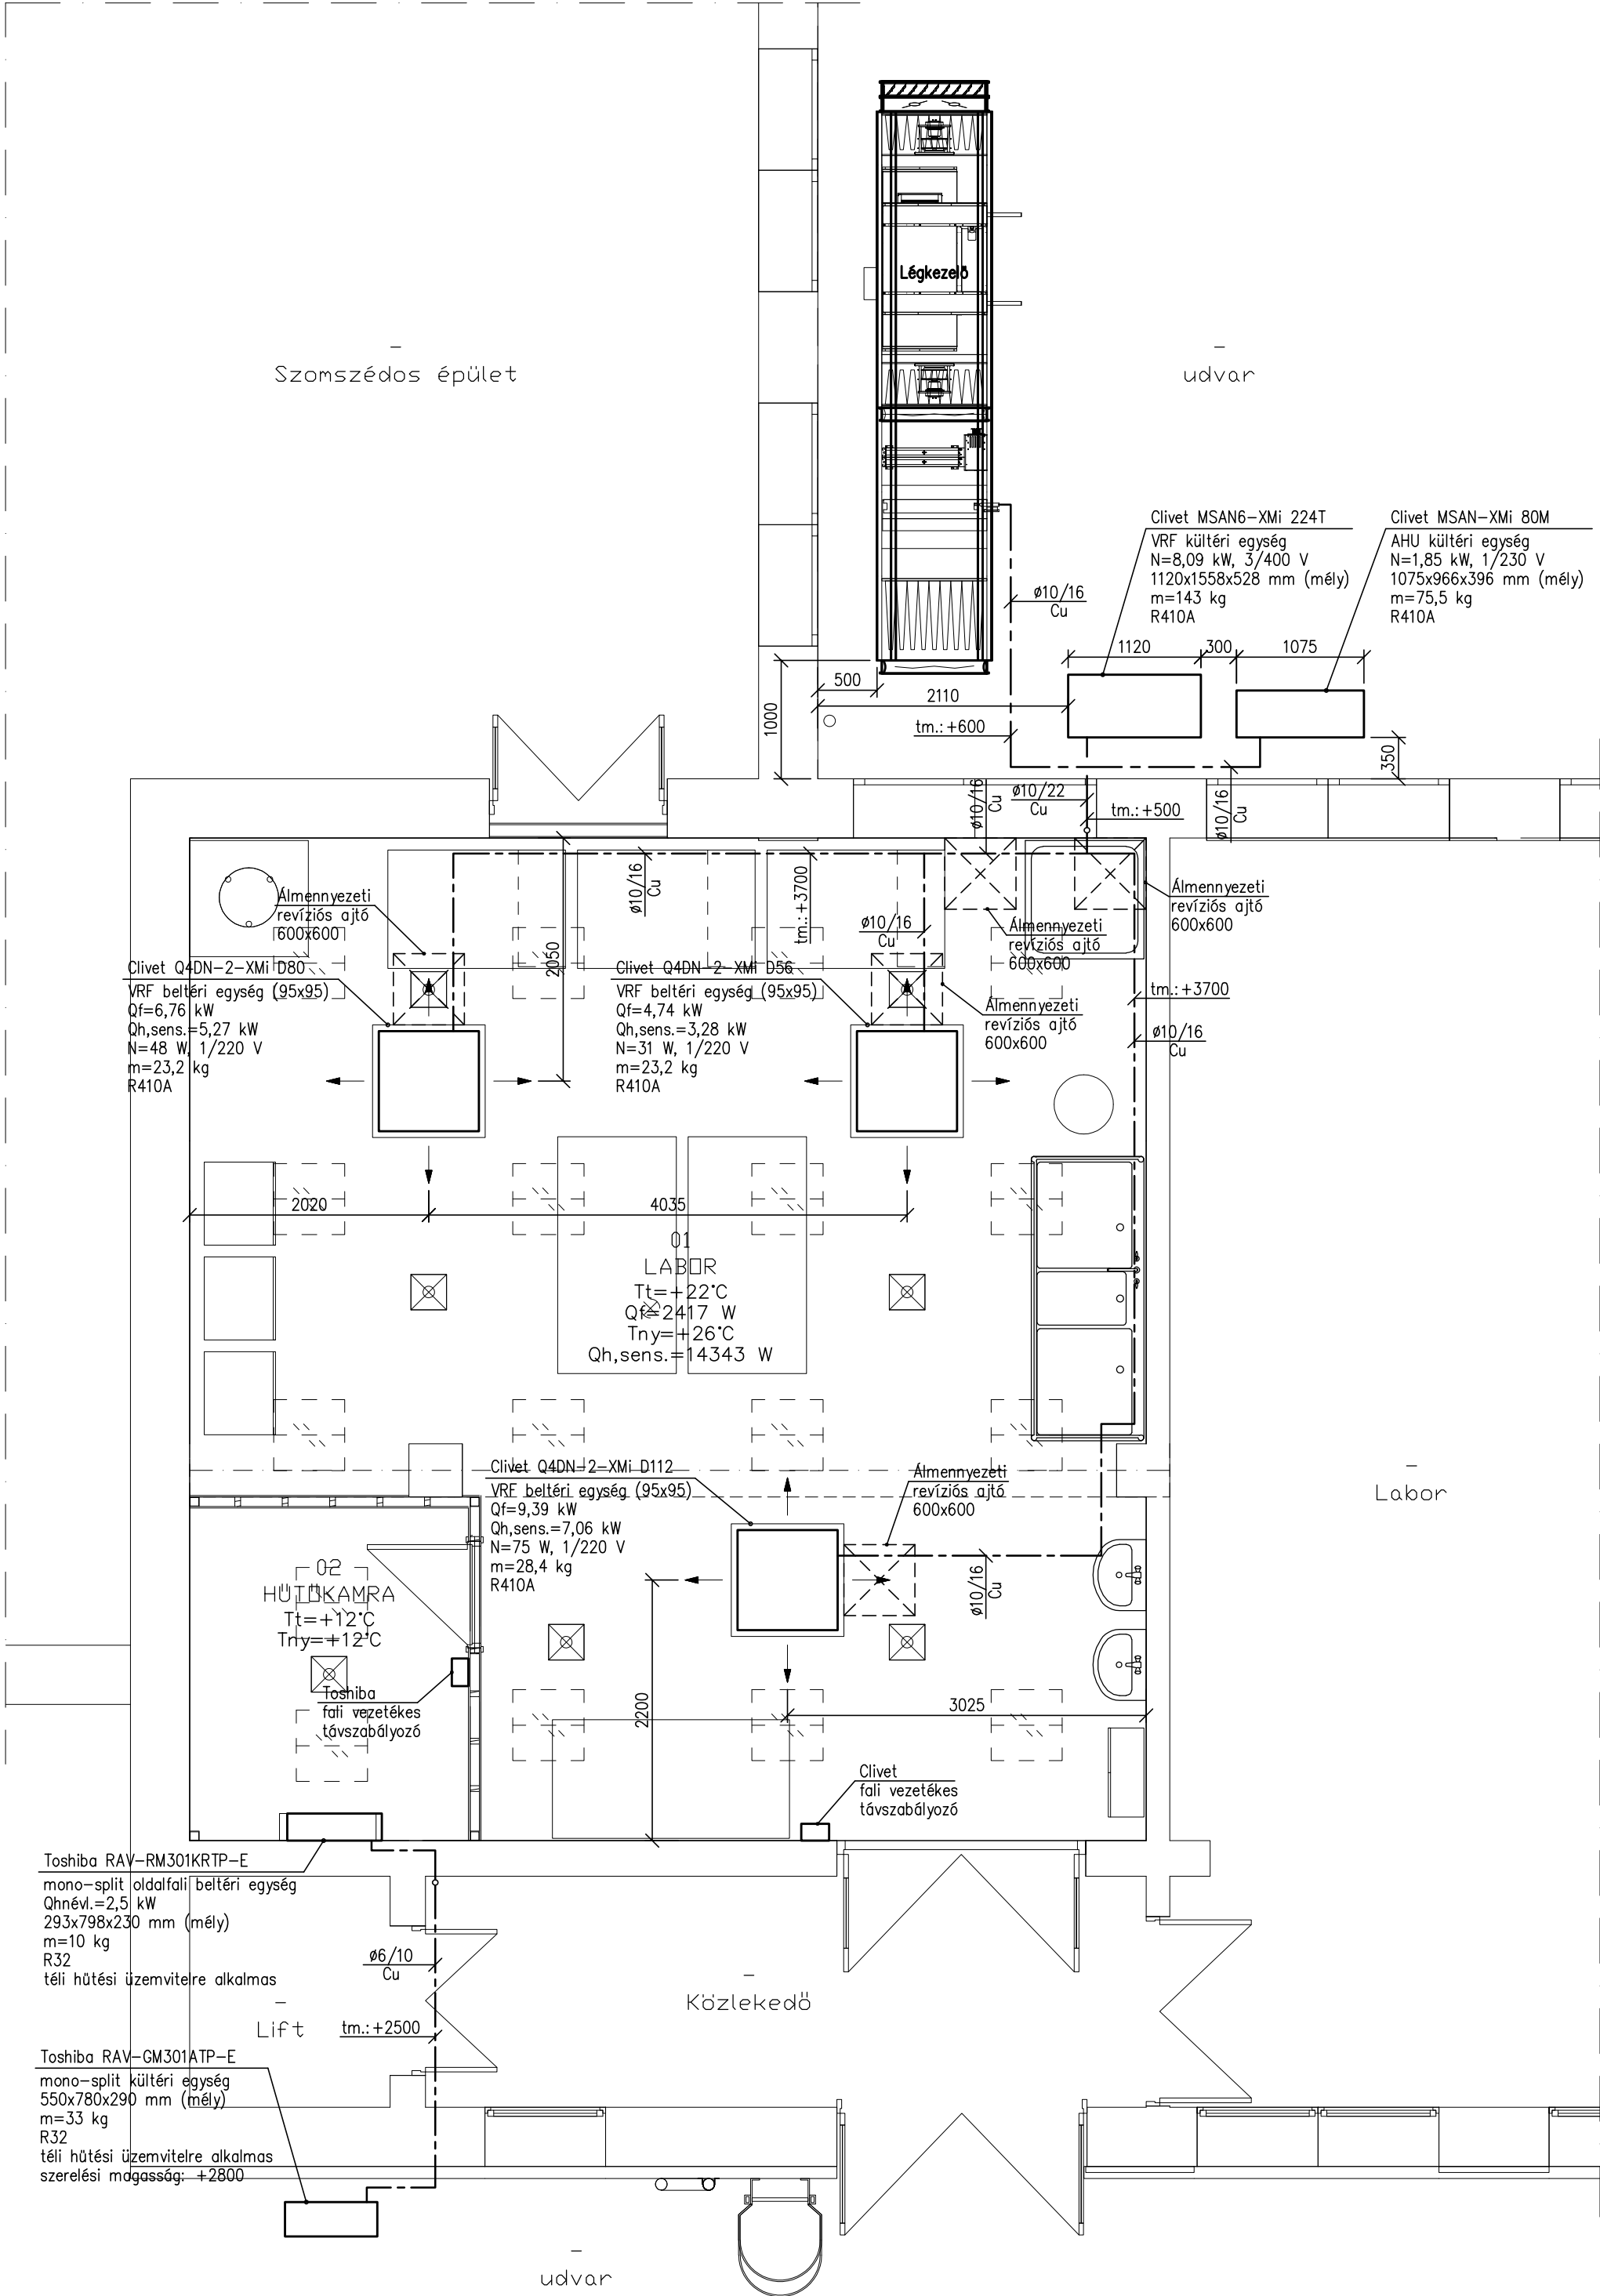 Légkezelő
–
Szomszédos épület
–
udvar
Clivet MSAN6-XMi 224T
VRF kültéri egység
N=8,09 kW, 3/400 V
1120x1558x528 mm (mély)
m=143 kg
R410A
Clivet MSAN-XMi 80M
AHU kültéri egység
N=1,85 kW, 1/230 V
1075x966x396 mm (mély)
m=75,5 kg
R410A
ø10/16
Cu
1120
300
1075
500
2110
1000
tm.:+600
350
ø10/16
Cu
ø10/22
Cu
tm.:+500
ø10/16
Cu
ø10/16
Cu
tm.:+3700
ø10/16
Cu
Álmennyezeti
revíziós ajtó
600x600
Álmennyezeti
revíziós ajtó
600x600
Álmennyezeti
revíziós ajtó
600x600
Álmennyezeti
revíziós ajtó
600x600
2050
Clivet Q4DN-2-XMi D80
VRF beltéri egység (95x95)
Qf=6,76 kW
Qh,sens.=5,27 kW
N=48 W, 1/220 V
m=23,2 kg
R410A
Clivet Q4DN-2-XMi D56
VRF beltéri egység (95x95)
Qf=4,74 kW
Qh,sens.=3,28 kW
N=31 W, 1/220 V
m=23,2 kg
R410A
tm.:+3700
ø10/16
Cu
2020
4035
01
LABOR
Tt=+22°C
Qf=2417 W
Tny=+26°C
Qh,sens.=14343 W
Clivet Q4DN-2-XMi D112
VRF beltéri egység (95x95)
Qf=9,39 kW
Qh,sens.=7,06 kW
N=75 W, 1/220 V
m=28,4 kg
R410A
Álmennyezeti
revíziós ajtó
600x600
–
Labor
02
HŰTŐKAMRA
Tt=+12°C
Tny=+12°C
ø10/16
Cu
Toshiba
fali vezetékes
távszabályozó
2200
3025
Clivet
fali vezetékes
távszabályozó
Toshiba RAV-RM301KRTP-E
mono-split oldalfali beltéri egység
Qhnévl.=2,5 kW
293x798x230 mm (mély)
m=10 kg
R32
téli hűtési üzemvitelre alkalmas
ø6/10
Cu
–
Lift
tm.:+2500
–
Közlekedő
Toshiba RAV-GM301ATP-E
mono-split kültéri egység
550x780x290 mm (mély)
m=33 kg
R32
téli hűtési üzemvitelre alkalmas
szerelési magasság: +2800
–
udvar